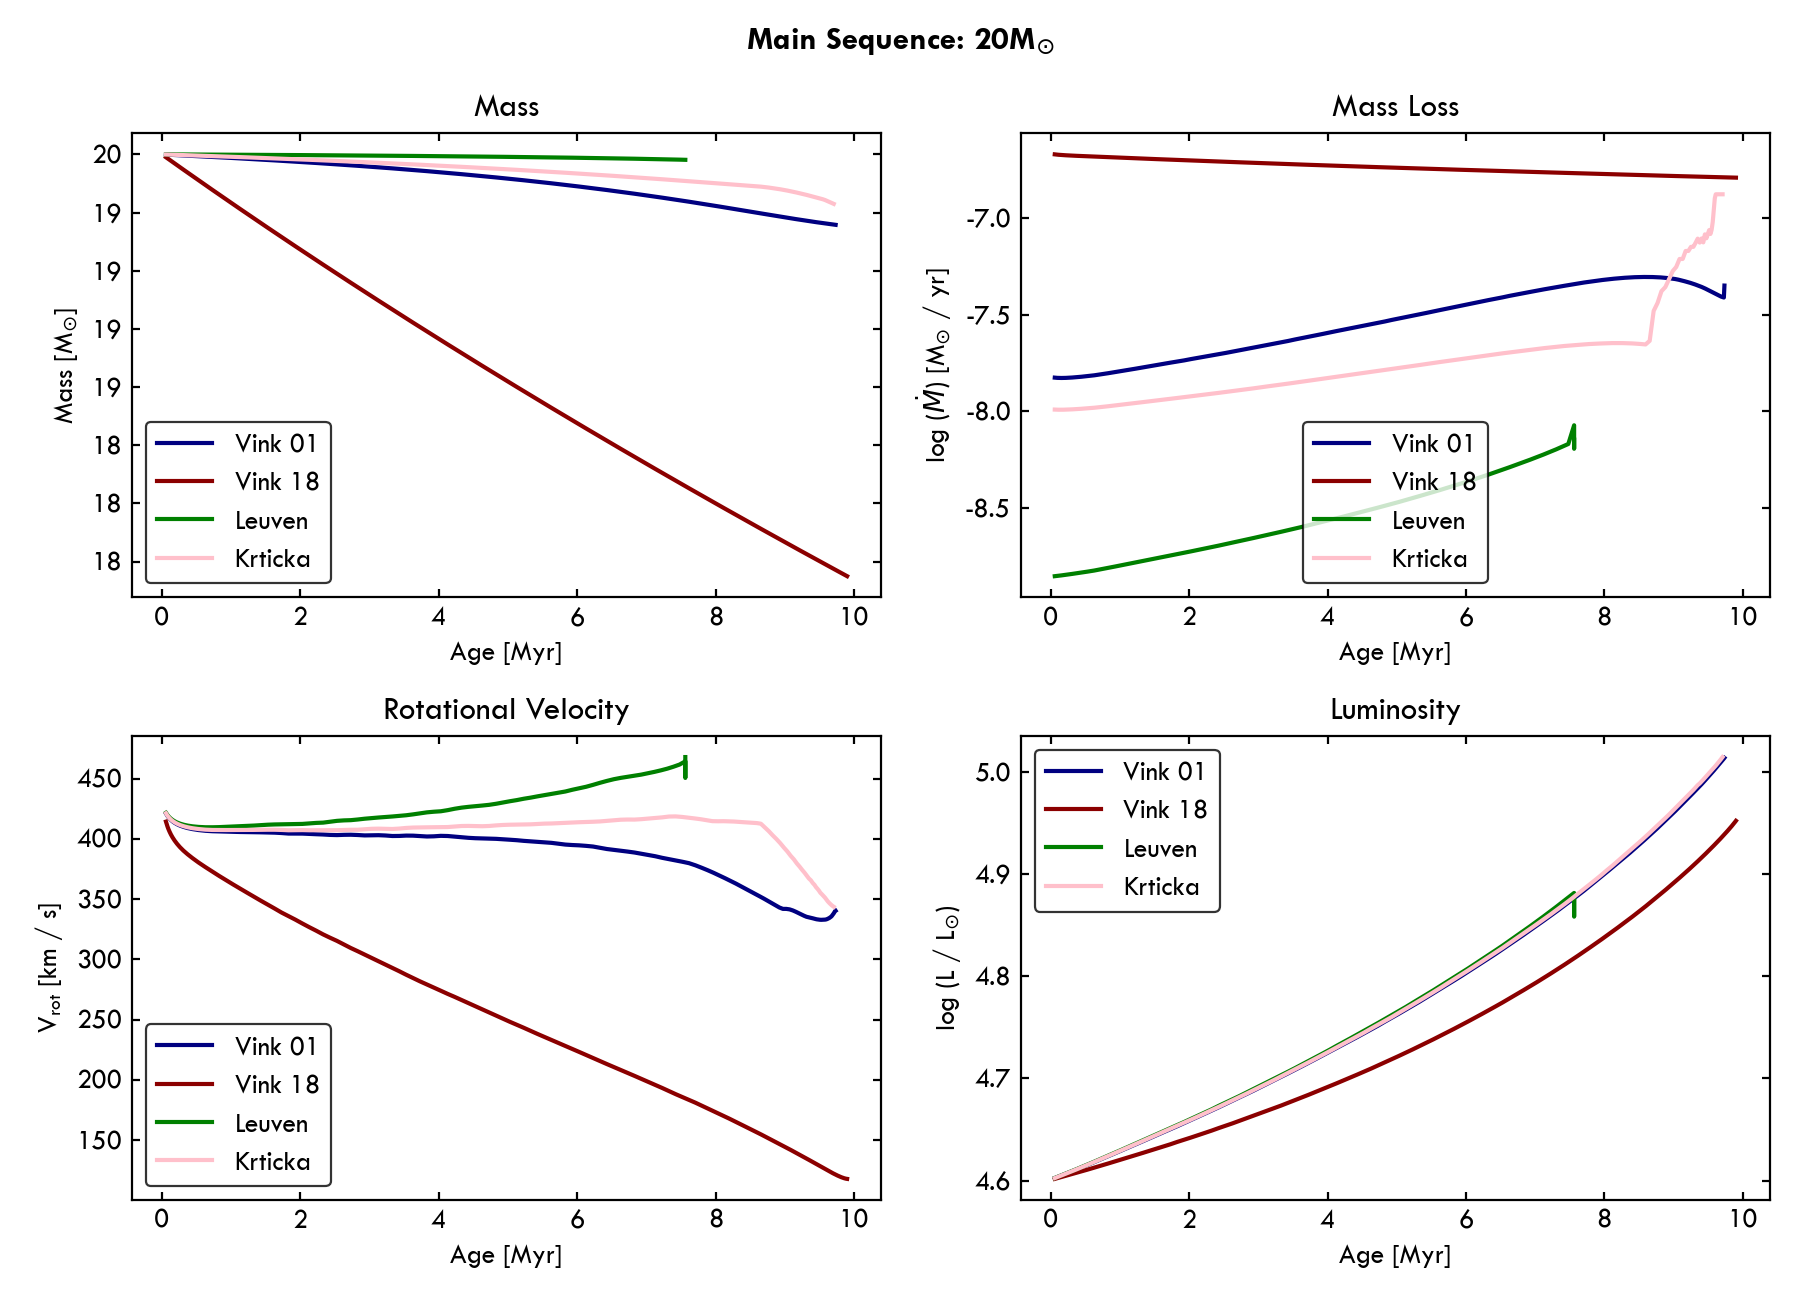 Main Sequence: 20M⊙
Mass
20
19
19
19
19
18
18
18
Mass [M⊙]
Vink 01
Vink 18
Leuven
Krticka
0 2 4 6 8 10
Age [Myr]
Mass Loss
-7.0
-7.5
-8.0
-8.5
log (Ṁ) [M⊙ / yr]
Vink 01
Vink 18
Leuven
Krticka
0 2 4 6 8 10
Age [Myr]
Rotational Velocity
450
400
350
300
250
200
150
Vrot [km / s]
Vink 01
Vink 18
Leuven
Krticka
0 2 4 6 8 10
Age [Myr]
Luminosity
5.0
4.9
4.8
4.7
4.6
log (L / L⊙)
Vink 01
Vink 18
Leuven
Krticka
0 2 4 6 8 10
Age [Myr]